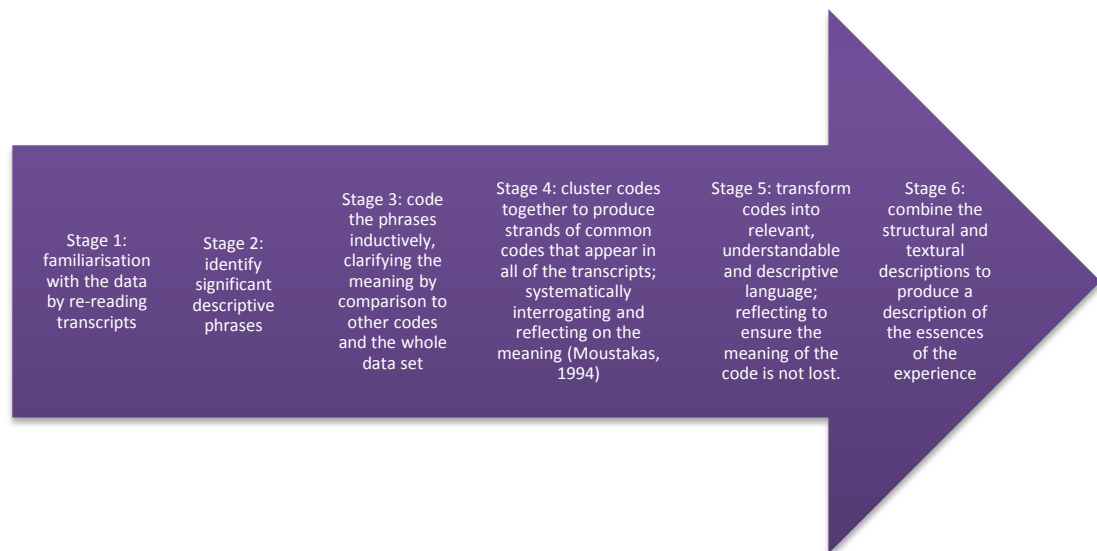 Stage 1:
familiarisation
with the data
by re-reading
transcripts
Stage 2:
identify
significant
descriptive
phrases
Stage 3: code
the phrases
inductively,
clarifying the
meaning by
comparison to
other codes
and the whole
data set
Stage 4: cluster codes
together to produce
strands of common
codes that appear in
all of the transcripts;
systematically
interrogating and
reflecting on the
meaning (Moustakas,
1994)
Stage 5: transform
codes into
relevant,
understandable
and descriptive
language;
reflecting to
ensure the
meaning of the
code is not lost.
Stage 6:
combine the
structural and
textural
descriptions to
produce a
description of
the essences
of the
experience